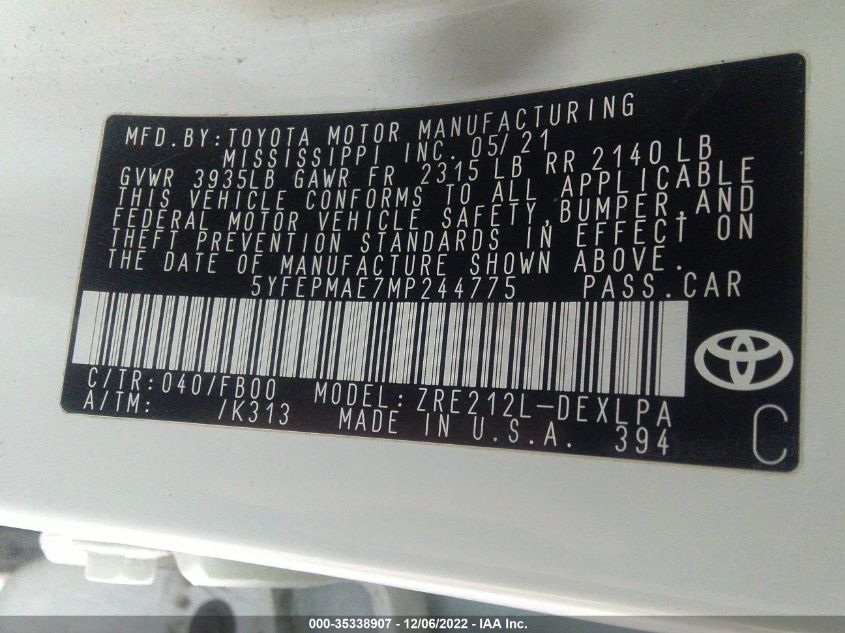 MFD.BY:TOYOTA MOTOR MANUFACTURING
MISSISSIPPI INC. 05/21
GVWR 3935LB GAWR FR 2315 LB RR 2140 LB
THIS VEHICLE CONFORMS TO ALL APPLICABLE
FEDERAL MOTOR VEHICLE SAFETY,BUMPER,AND
THEFT PREVENTION STANDARDS IN EFFECT ON
THE DATE OF MANUFACTURE SHOWN ABOVE.
5YFEPMAE7MP244775 PASS.CAR
C/TR:040/FB00 MODEL:ZRE212L-DEXLPA
A/TM: /K313 MADE IN U.S.A. 394
C
000-35338907 - 12/06/2022 - IAA Inc.